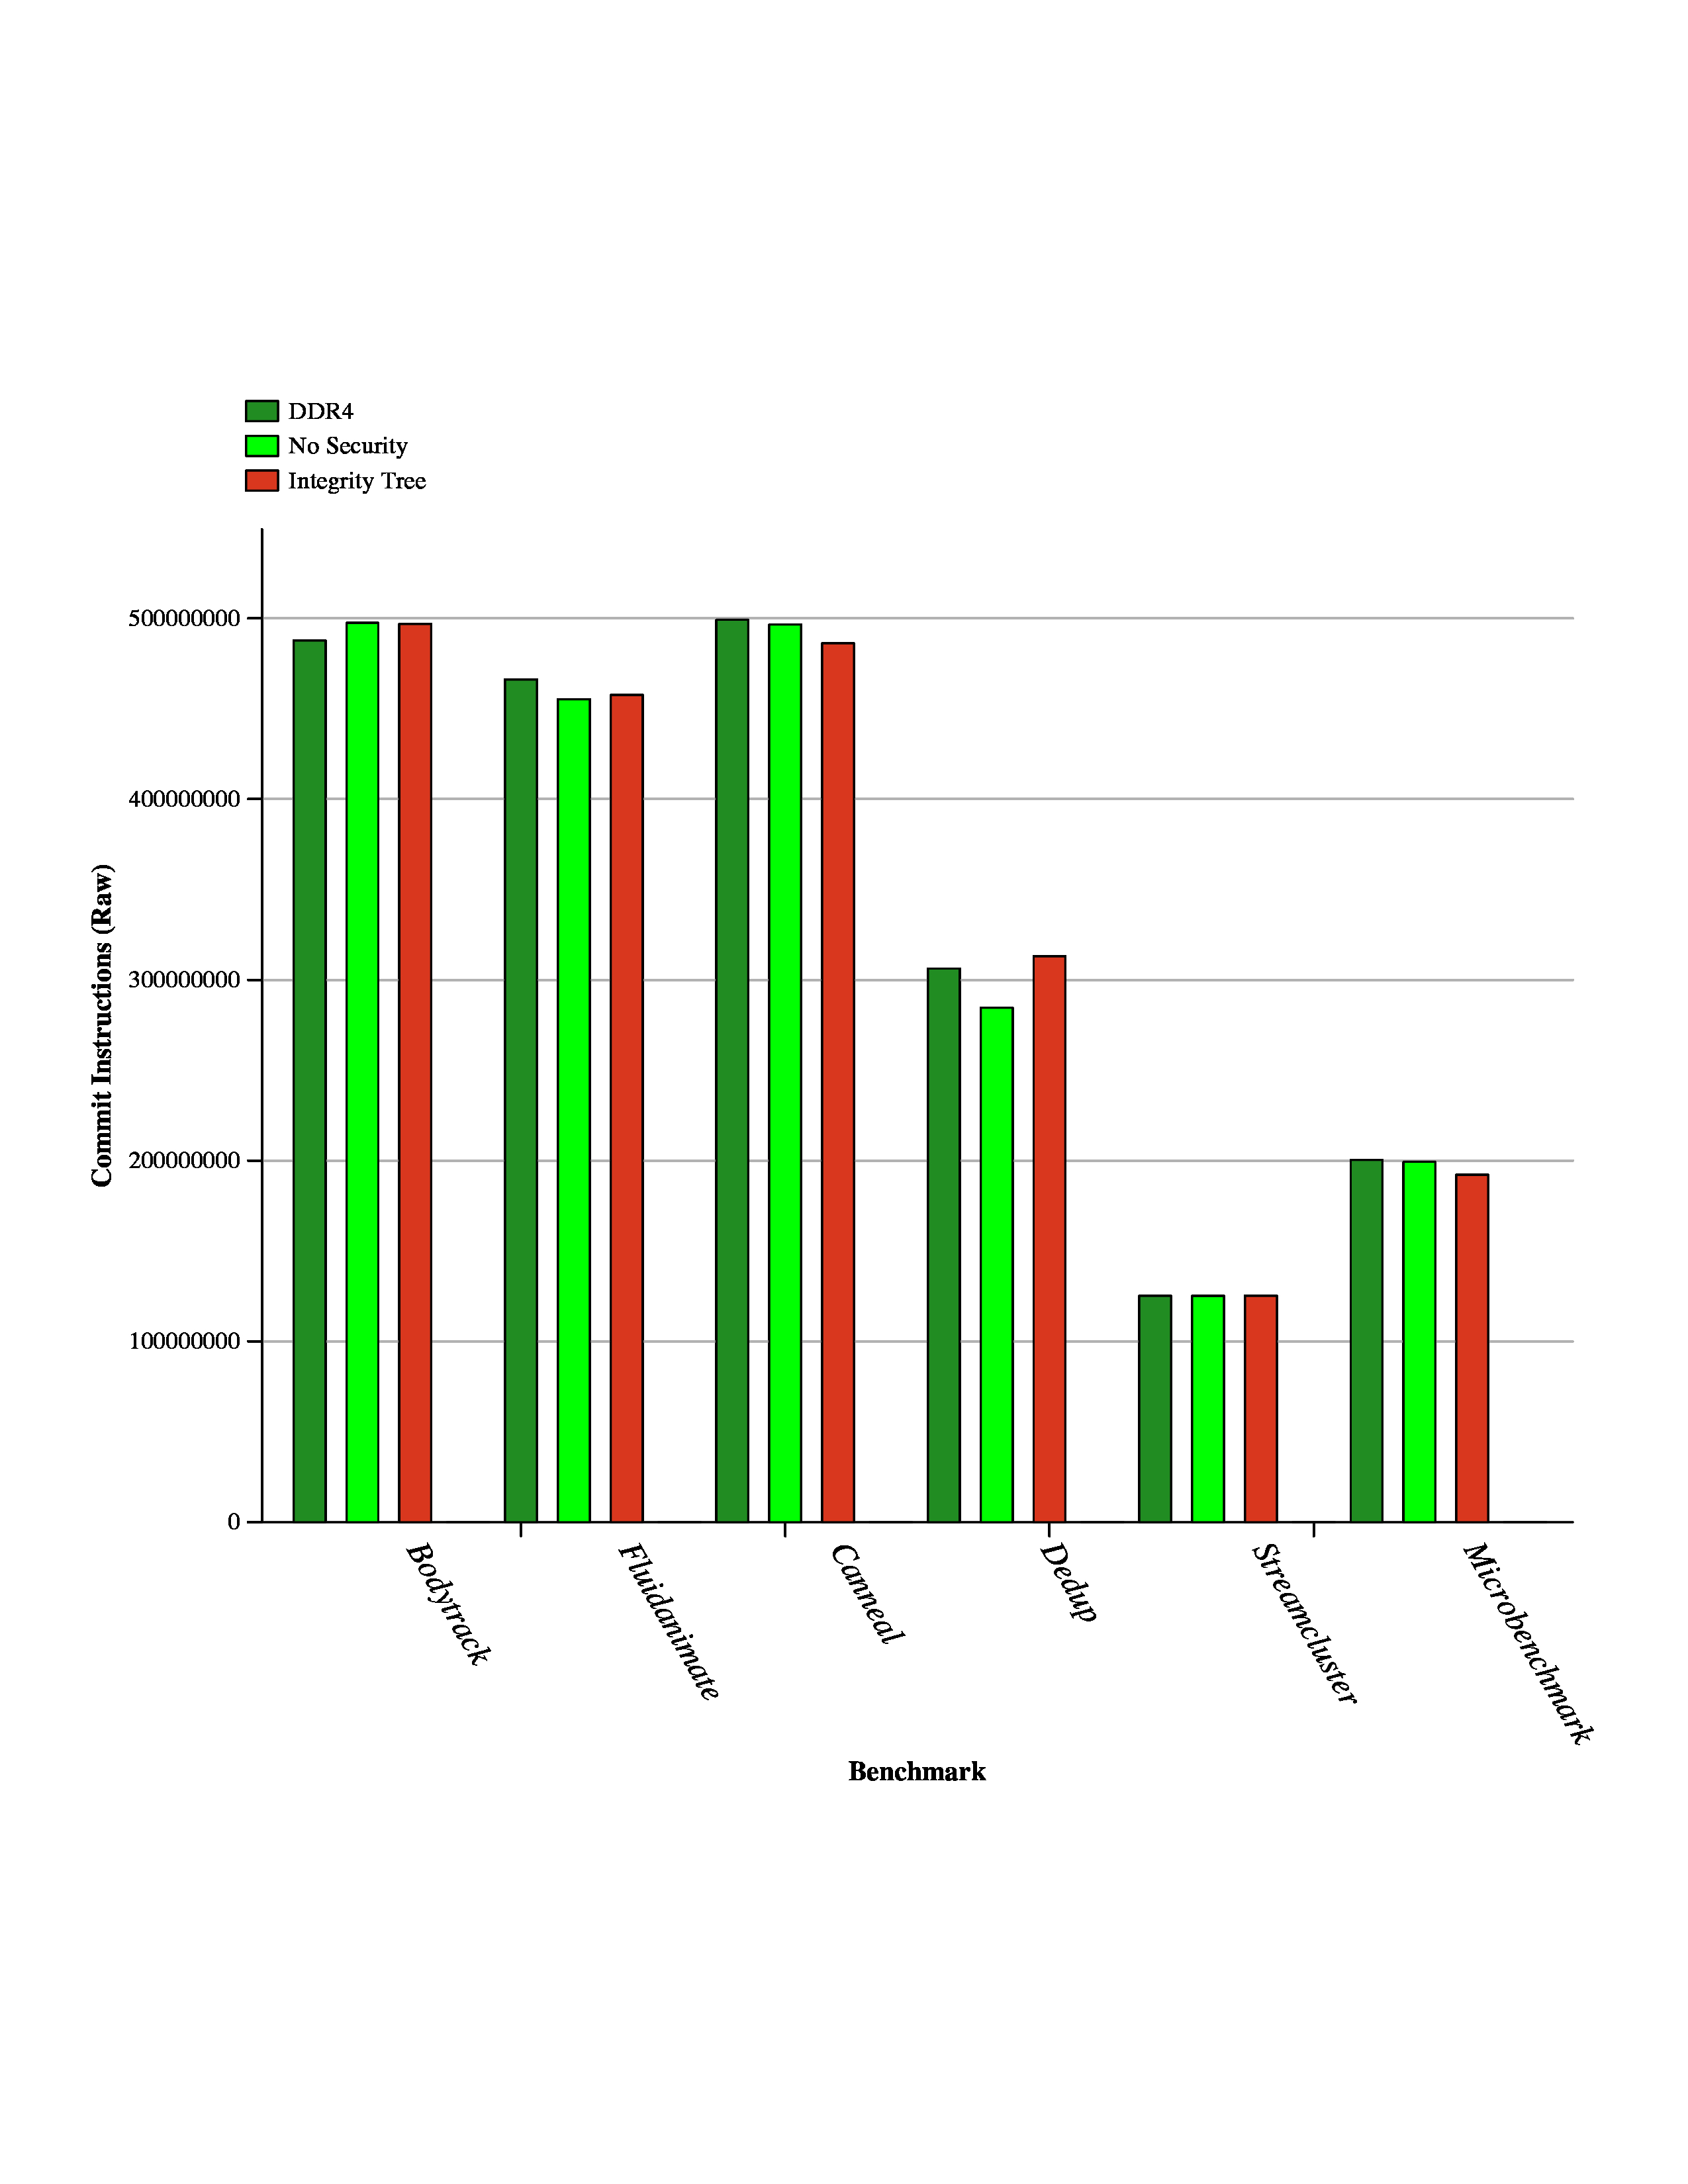 DDR4
No Security
Integrity Tree
500000000
400000000
300000000
200000000
100000000
0
Commit Instructions (Raw)
Bodytrack
Fluidanimate
Canneal
Dedup
Streamcluster
Microbenchmark
Benchmark